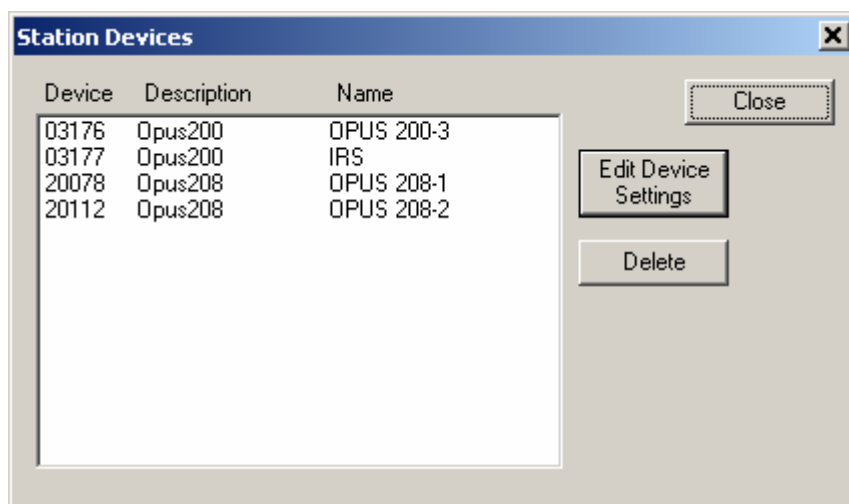 Station Devices
Device Description Name
Close
03176 Opus200 OPUS 200-3
03177 Opus200 IRS
20078 Opus208 OPUS 208-1
20112 Opus208 OPUS 208-2
Edit Device
Settings
Delete